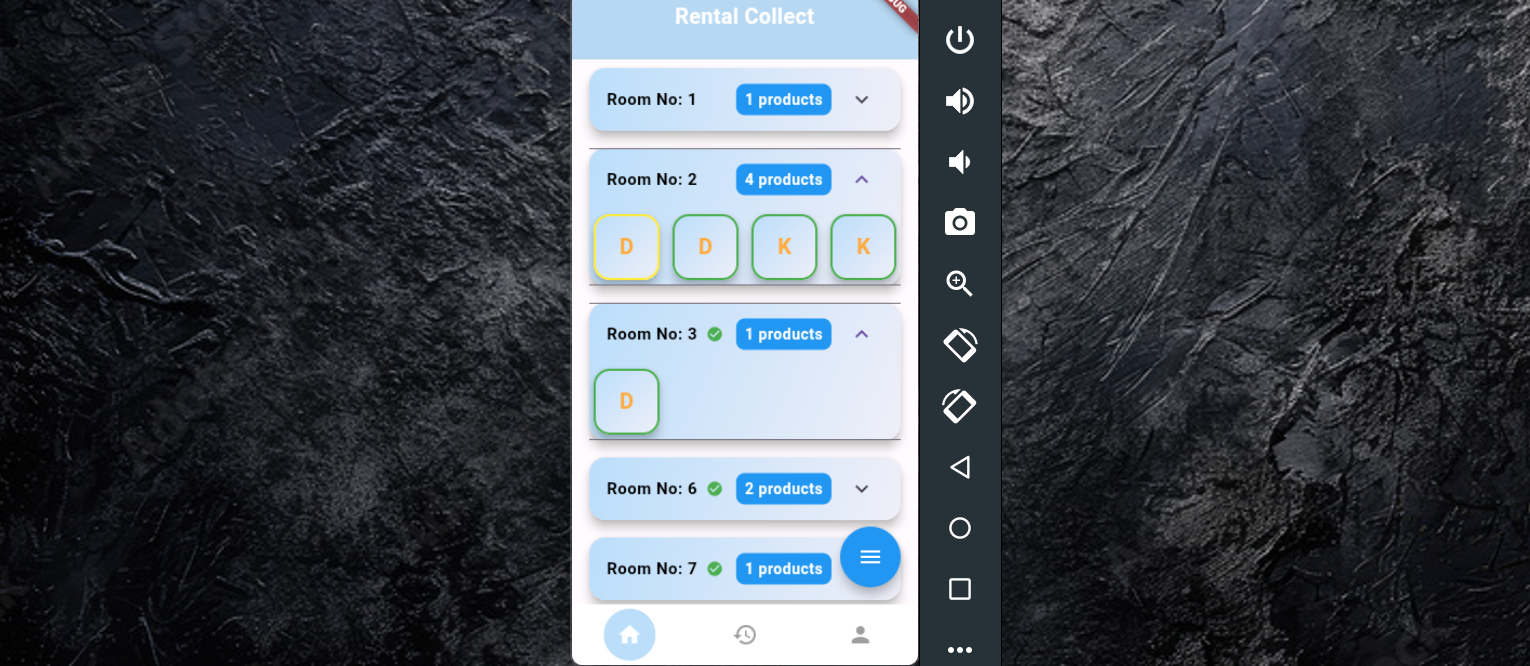 Rental Collect
Room No: 1 1 products
Room No: 2 4 products
D D K K
Room No: 3 1 products
D
Room No: 6 2 products
Room No: 7 1 products